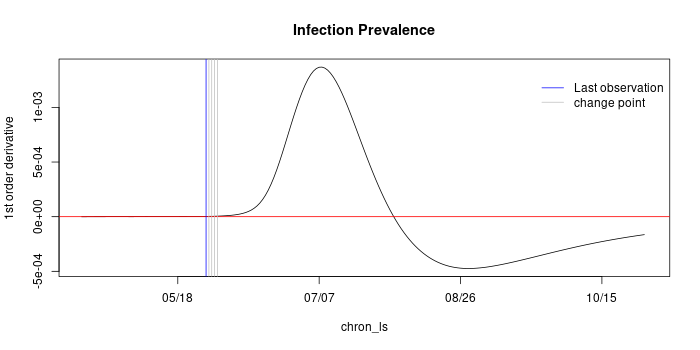 Infection Prevalence
1st order derivative
1e-03
5e-04
0e+00
-5e-04
Last observation
change point
05/18
07/07
08/26
10/15
chron_ls